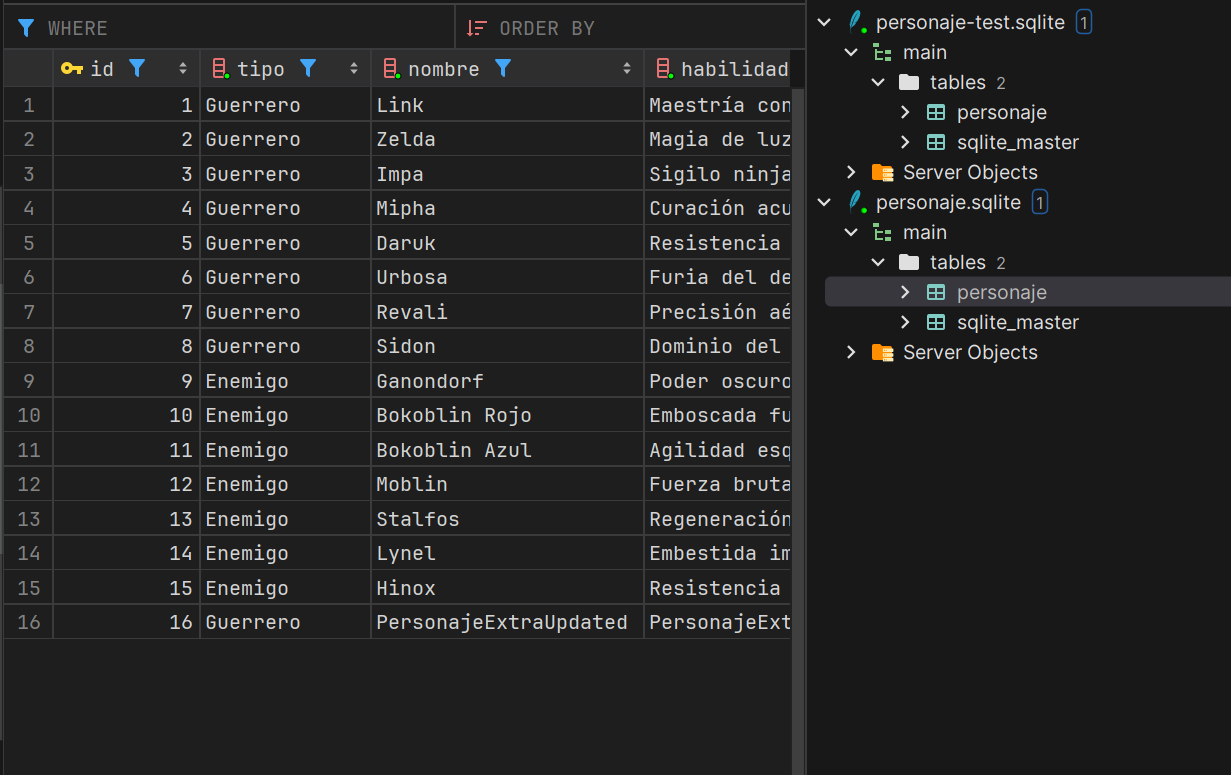 WHERE ORDER BY
id tipo nombre habilidad
1 1 Guerrero Link Maestría con
2 2 Guerrero Zelda Magia de luz
3 3 Guerrero Impa Sigilo ninja
4 4 Guerrero Mipha Curación acu
5 5 Guerrero Daruk Resistencia
6 6 Guerrero Urbosa Furia del de
7 7 Guerrero Revali Precisión aé
8 8 Guerrero Sidon Dominio del
9 9 Enemigo Ganondorf Poder oscuro
10 10 Enemigo Bokoblin Rojo Emboscada fu
11 11 Enemigo Bokoblin Azul Agilidad esq
12 12 Enemigo Moblin Fuerza bruta
13 13 Enemigo Stalfos Regeneración
14 14 Enemigo Lynel Embestida im
15 15 Enemigo Hinox Resistencia
16 16 Guerrero PersonajeExtraUpdated PersonajeExt
personaje-test.sqlite 1
main
tables 2
personaje
sqlite_master
Server Objects
personaje.sqlite 1
main
tables 2
personaje
sqlite_master
Server Objects